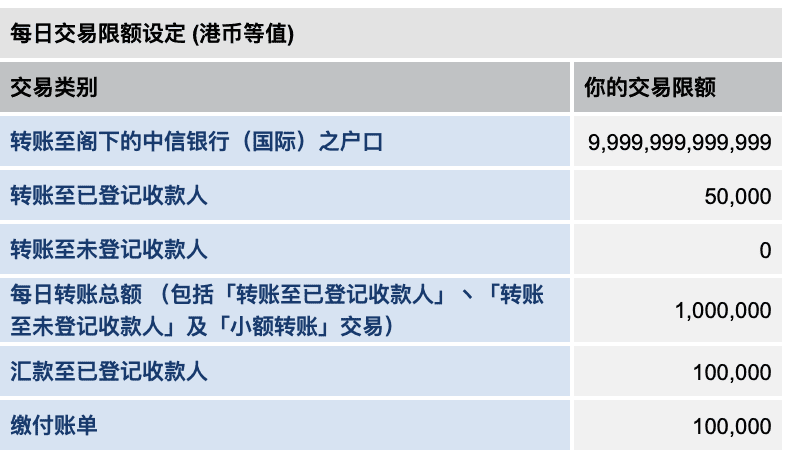 每日交易限额设定 (港币等值)
交易类别 你的交易限额
转账至阁下的中信银行（国际）之户口 9,999,999,999,999
转账至已登记收款人 50,000
转账至未登记收款人 0
每日转账总额 （包括「转账至已登记收款人」、「转账
至未登记收款人」及「小额转账」交易） 1,000,000
汇款至已登记收款人 100,000
缴付账单 100,000